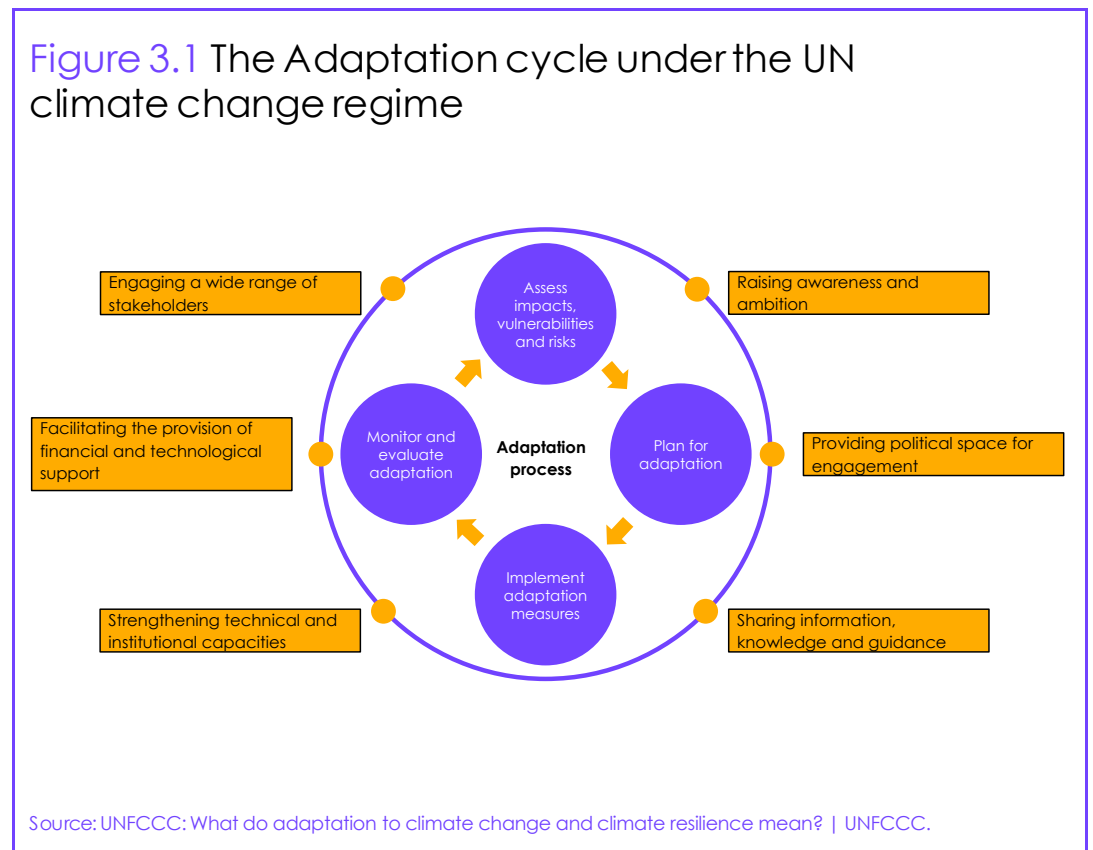 Figure 3.1 The Adaptation cycle under the UN
climate change regime
Engaging a wide range of
stakeholders
Raising awareness and
ambition
Assess
impacts,
vulnerabilities
and risks
Facilitating the provision of
financial and technological
support
Monitor and
evaluate
adaptation
Adaptation
process
Plan for
adaptation
Providing political space for
engagement
Implement
adaptation
measures
Strengthening technical and
institutional capacities
Sharing information,
knowledge and guidance
Source: UNFCCC: What do adaptation to climate change and climate resilience mean? | UNFCCC.